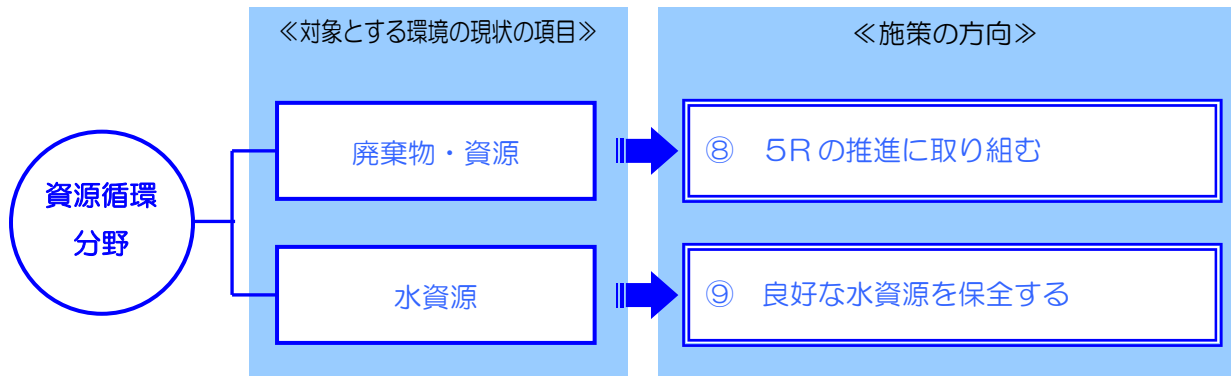 ≪対象とする環境の現状の項目≫
≪施策の方向≫
資源循環
分野
廃棄物・資源
⑧ 5Rの推進に取り組む
水資源
⑨ 良好な水資源を保全する